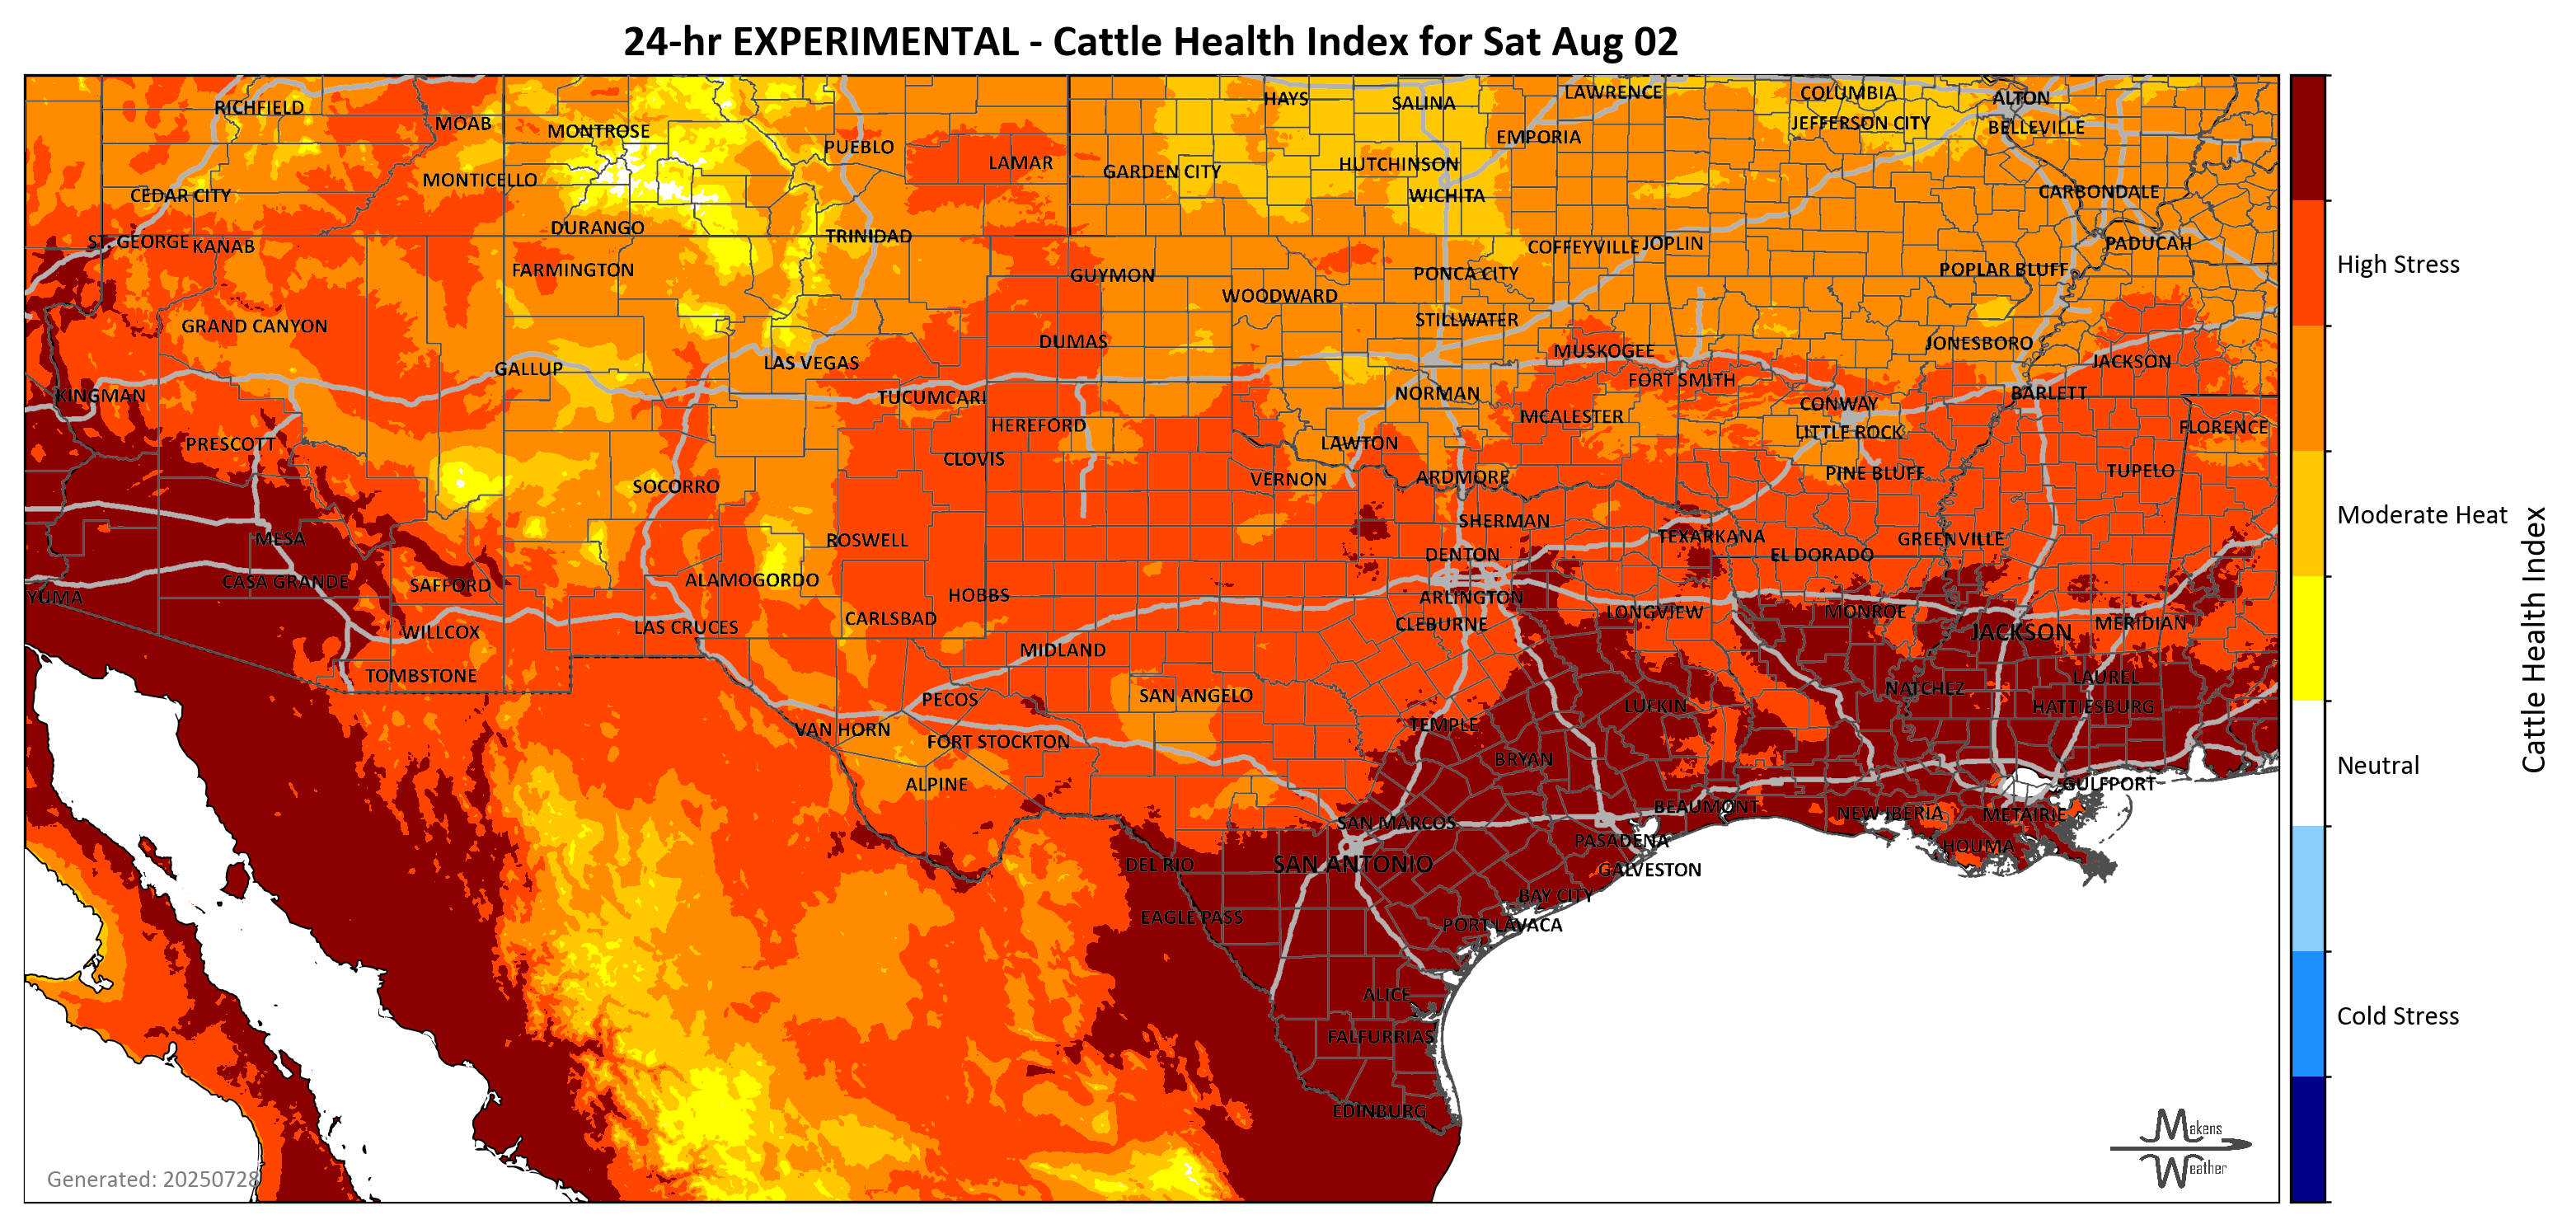 24-hr EXPERIMENTAL - Cattle Health Index for Sat Aug 02
RICHFIELD
MOAB
MONTROSE
PUEBLO
LAMAR
HAYS
SALINA
LAWRENCE
COLUMBIA
ALTON
EMPORIA
JEFFERSON CITY
BELLEVILLE
MONTICELLO
GARDEN CITY
HUTCHINSON
CEDAR CITY
WICHITA
CARBONDALE
ST. GEORGE
KANAB
DURANGO
TRINIDAD
COFFEYVILLE
JOPLIN
PADUCAH
FARMINGTON
GUYMON
PONCA CITY
POPLAR BLUFF
WOODWARD
GRAND CANYON
STILLWATER
DUMAS
MUSKOGEE
JONESBORO
JACKSON
GALLUP
LAS VEGAS
FORT SMITH
KINGMAN
TUCUMCARI
NORMAN
CONWAY
BARLETT
HEREFORD
MCALESTER
LITTLE ROCK
FLORENCE
PRESCOTT
CLOVIS
LAWTON
PINE BLUFF
TUPELO
SOCORRO
VERNON
ARDMORE
SHERMAN
MESA
ROSWELL
DENTON
TEXARKANA
EL DORADO
GREENVILLE
YUMA
CASA GRANDE
SAFFORD
ALAMOGORDO
HOBBS
ARLINGTON
LONGVIEW
MONROE
WILLCOX
LAS CRUCES
CARLSBAD
CLEBURNE
JACKSON
MERIDIAN
TOMBSTONE
MIDLAND
PECOS
SAN ANGELO
LUFKIN
NATCHEZ
LAUREL
HATTIESBURG
VAN HORN
FORT STOCKTON
TEMPLE
BRYAN
ALPINE
GULFPORT
SAN MARCOS
BEAUMONT
NEW IBERIA
METAIRIE
DEL RIO
SAN ANTONIO
PASADENA
GALVESTON
HOUMA
EAGLE PASS
BAY CITY
PORT LAVACA
ALICE
FALFURRIAS
EDINBURG
Generated: 20250728
Makens
Weather
High Stress
Moderate Heat
Neutral
Cold Stress
Cattle Health Index